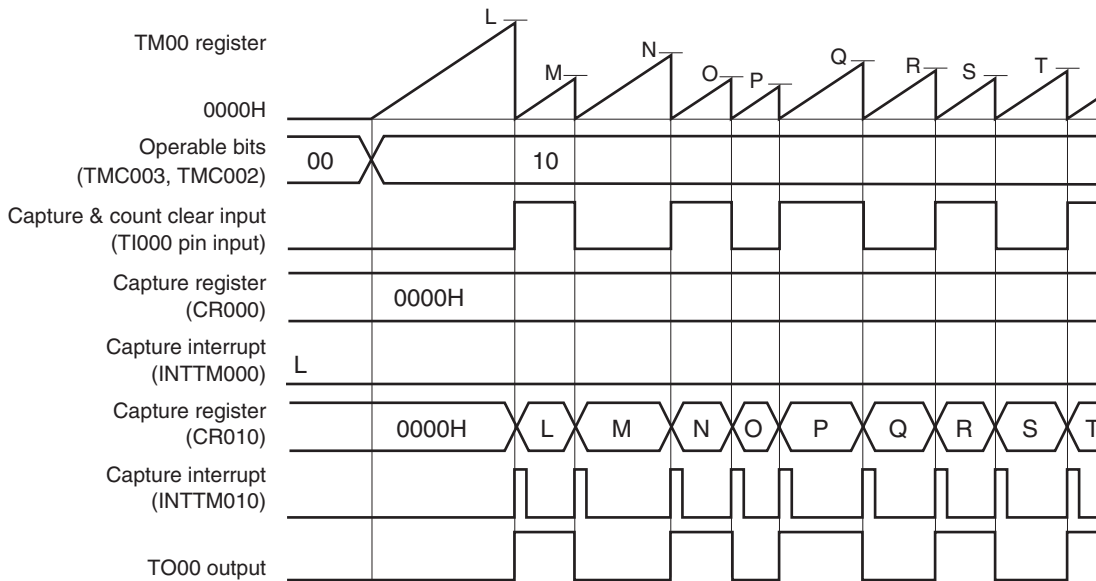 L
TM00 register
N
Q
M
O
P
R
S
T
0000H
Operable bits
(TMC003, TMC002)
00
10
Capture & count clear input
(TI000 pin input)
Capture register
(CR000)
0000H
Capture interrupt
(INTTM000)
L
Capture register
(CR010)
0000H
L
M
N
O
P
Q
R
S
T
Capture interrupt
(INTTM010)
TO00 output